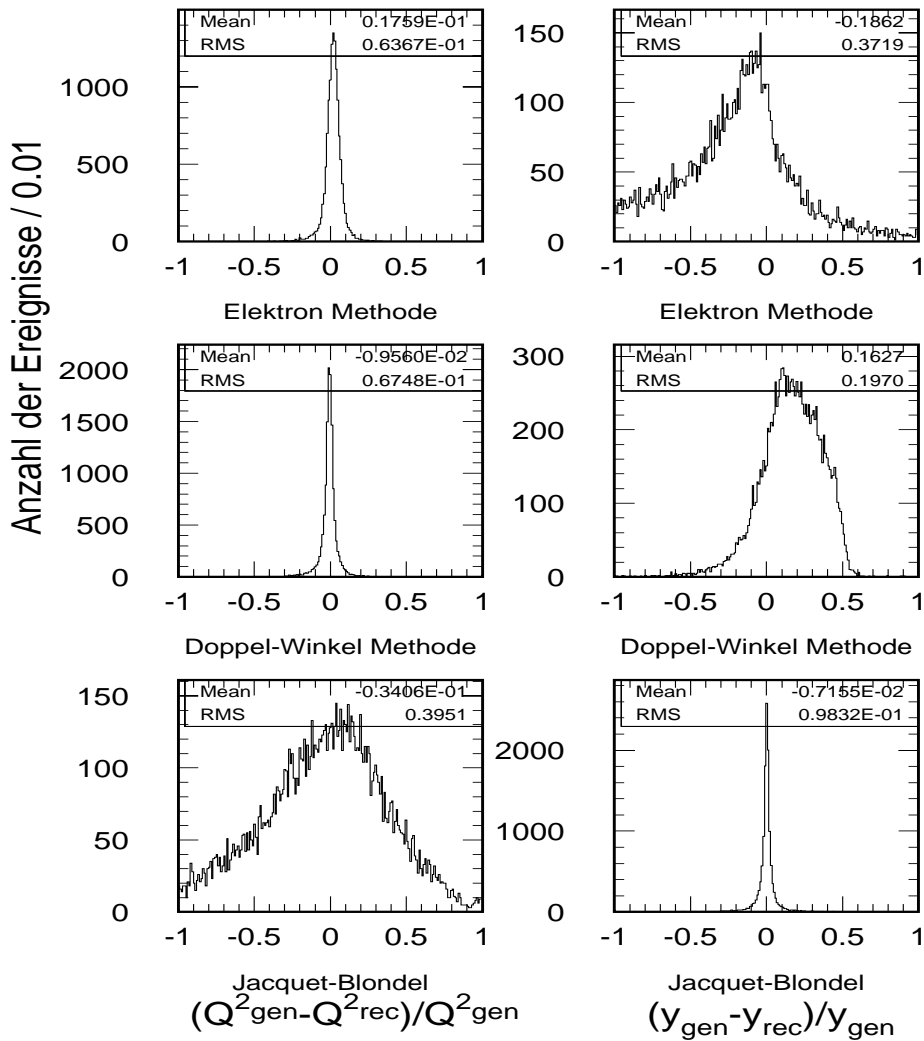 Anzahl der Ereignisse / 0.01
Mean 0.1759E-01
RMS 0.6367E-01
1000
500
0
-1 -0.5 0 0.5 1
Elektron Methode
Mean -0.1862
RMS 0.3719
150
100
50
0
-1 -0.5 0 0.5 1
Elektron Methode
Mean -0.9560E-02
RMS 0.6748E-01
2000
1500
1000
500
0
-1 -0.5 0 0.5 1
Doppel-Winkel Methode
Mean 0.1627
RMS 0.1970
300
200
100
0
-1 -0.5 0 0.5 1
Doppel-Winkel Methode
Mean -0.3406E-01
RMS 0.3951
150
100
50
0
-1 -0.5 0 0.5 1
Jacquet-Blondel
(Q²gen-Q²rec)/Q²gen
Mean -0.7155E-02
RMS 0.9832E-01
2000
1000
0
-1 -0.5 0 0.5 1
Jacquet-Blondel
(y_gen-y_rec)/y_gen